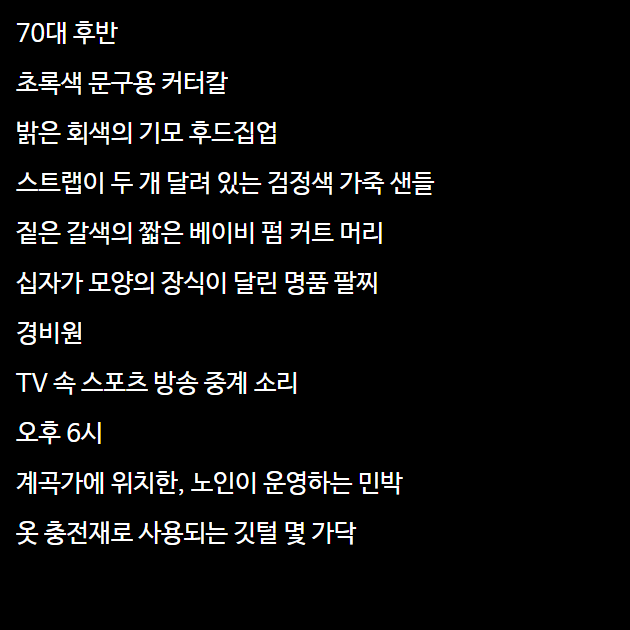 70대 후반
초록색 문구용 커터칼
밝은 회색의 기모 후드집업
스트랩이 두 개 달려 있는 검정색 가죽 샌들
짙은 갈색의 짧은 베이비 펌 커트 머리
십자가 모양의 장식이 달린 명품 팔찌
경비원
TV 속 스포츠 방송 중계 소리
오후 6시
계곡가에 위치한, 노인이 운영하는 민박
옷 충전재로 사용되는 깃털 몇 가닥